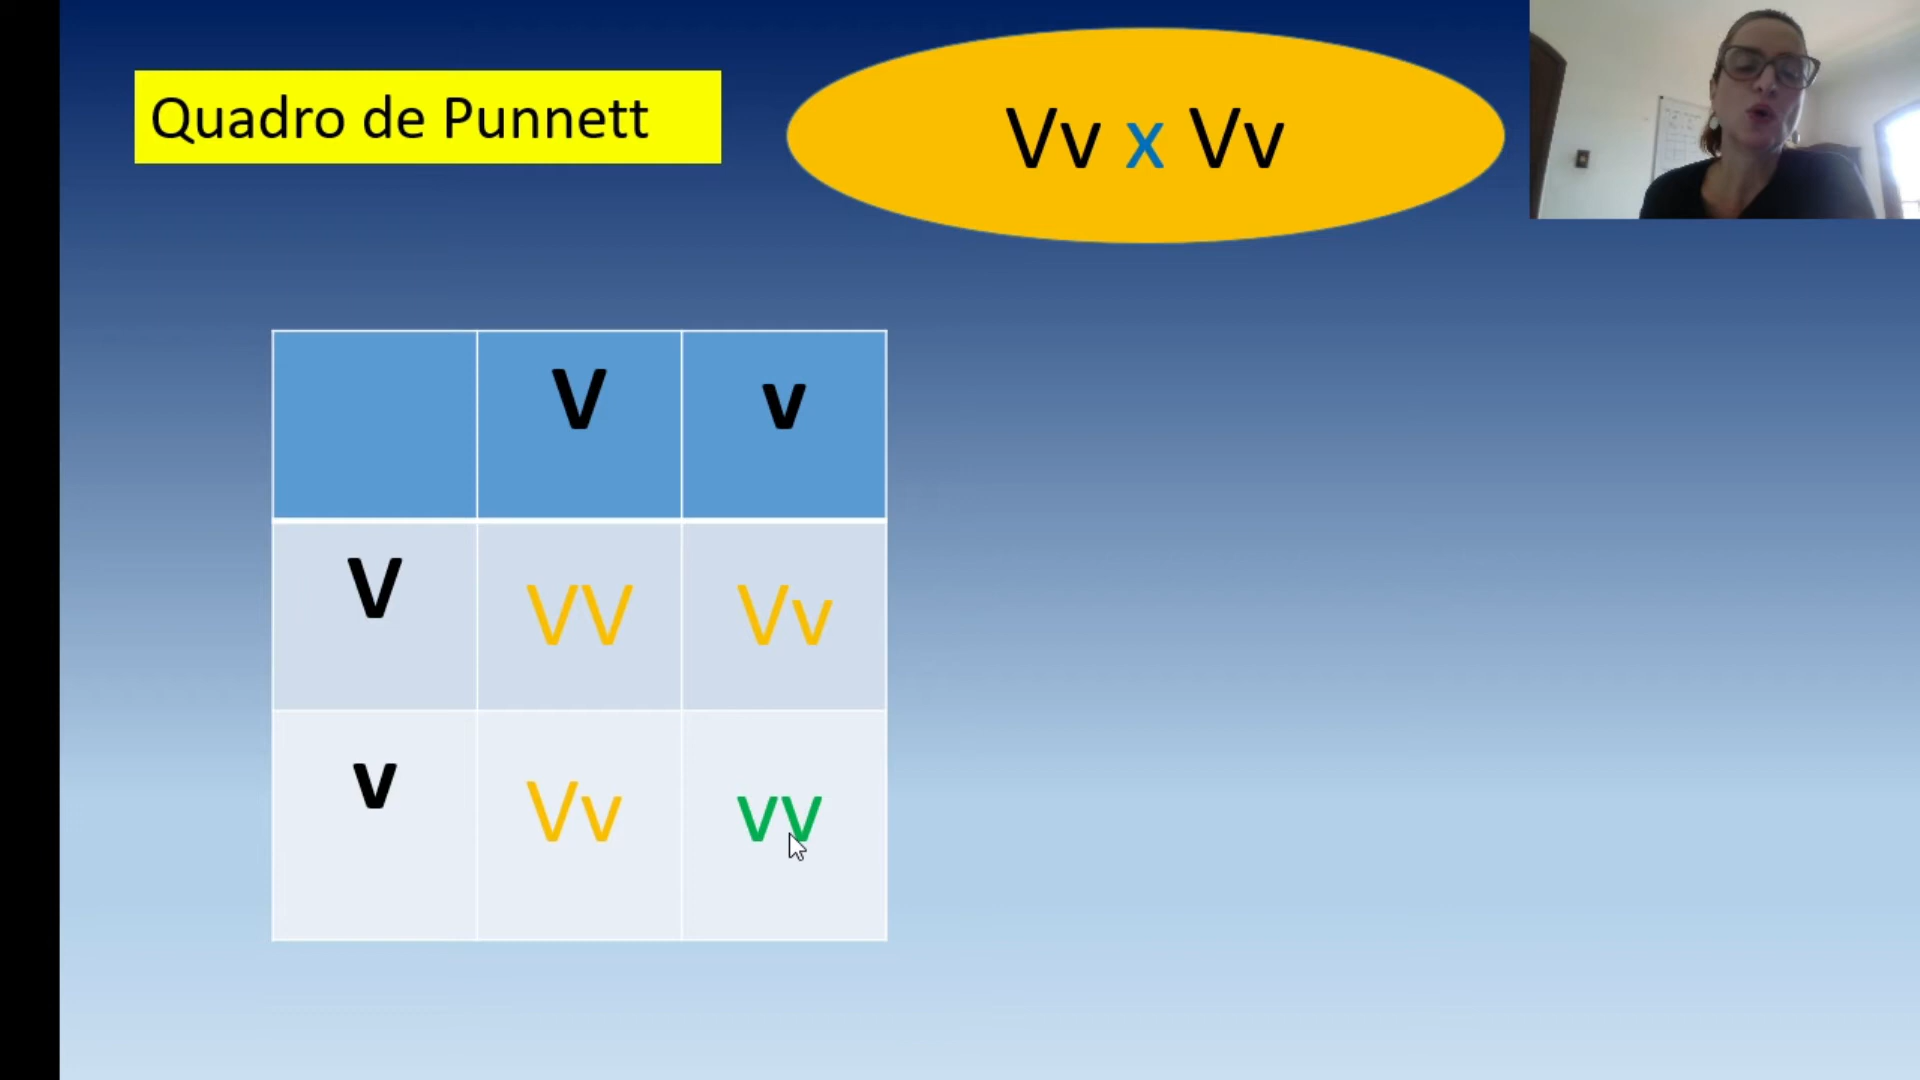 Quadro de Punnett
Vv x Vv
V v
V VV Vv
v Vv vv